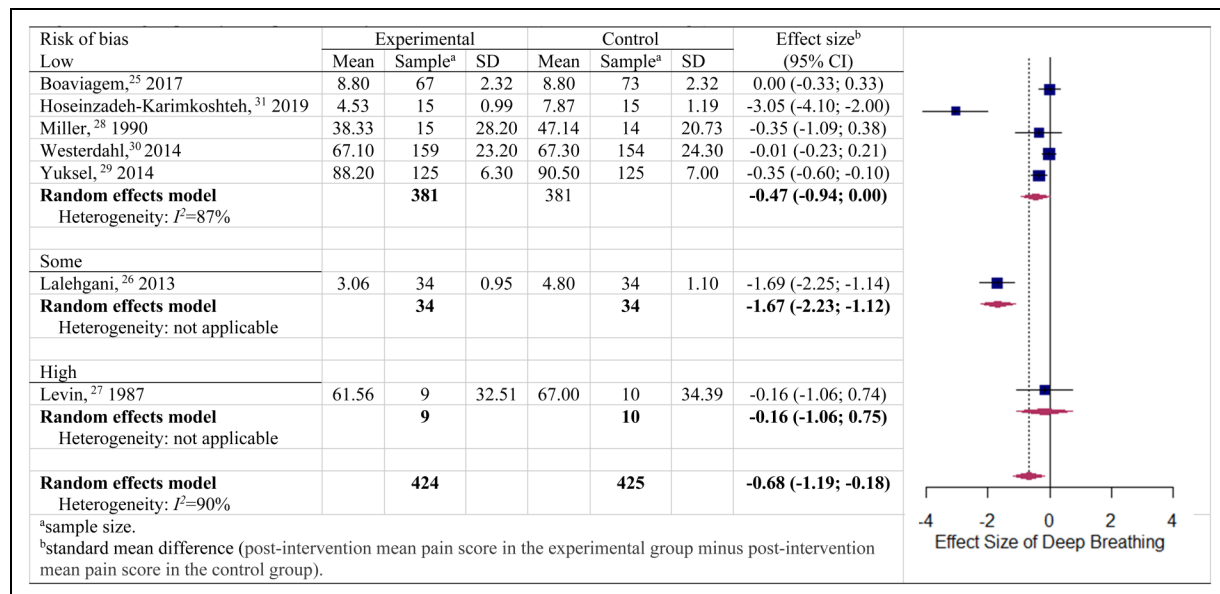 Risk of bias Experimental Control Effect sizeᵇ
Low Mean Sampleᵃ SD Mean Sampleᵃ SD (95% CI)
Boaviagem,²⁵ 2017 8.80 67 2.32 8.80 73 2.32 0.00 (-0.33; 0.33)
Hoseinzadeh-Karimkoshteh, ³¹ 2019 4.53 15 0.99 7.87 15 1.19 -3.05 (-4.10; -2.00)
Miller, ²⁸ 1990 38.33 15 28.20 47.14 14 20.73 -0.35 (-1.09; 0.38)
Westerdahl,³⁰ 2014 67.10 159 23.20 67.30 154 24.30 -0.01 (-0.23; 0.21)
Yuksel, ²⁹ 2014 88.20 125 6.30 90.50 125 7.00 -0.35 (-0.60; -0.10)
Random effects model 381 381 -0.47 (-0.94; 0.00)
Heterogeneity: I²=87%
Some
Lalehgani, ²⁶ 2013 3.06 34 0.95 4.80 34 1.10 -1.69 (-2.25; -1.14)
Random effects model 34 34 -1.67 (-2.23; -1.12)
Heterogeneity: not applicable
High
Levin, ²⁷ 1987 61.56 9 32.51 67.00 10 34.39 -0.16 (-1.06; 0.74)
Random effects model 9 10 -0.16 (-1.06; 0.75)
Heterogeneity: not applicable
Random effects model 424 425 -0.68 (-1.19; -0.18)
Heterogeneity: I²=90%
ᵃsample size.
ᵇstandard mean difference (post-intervention mean pain score in the experimental group minus post-intervention
mean pain score in the control group).
-4 -2 0 2 4
Effect Size of Deep Breathing